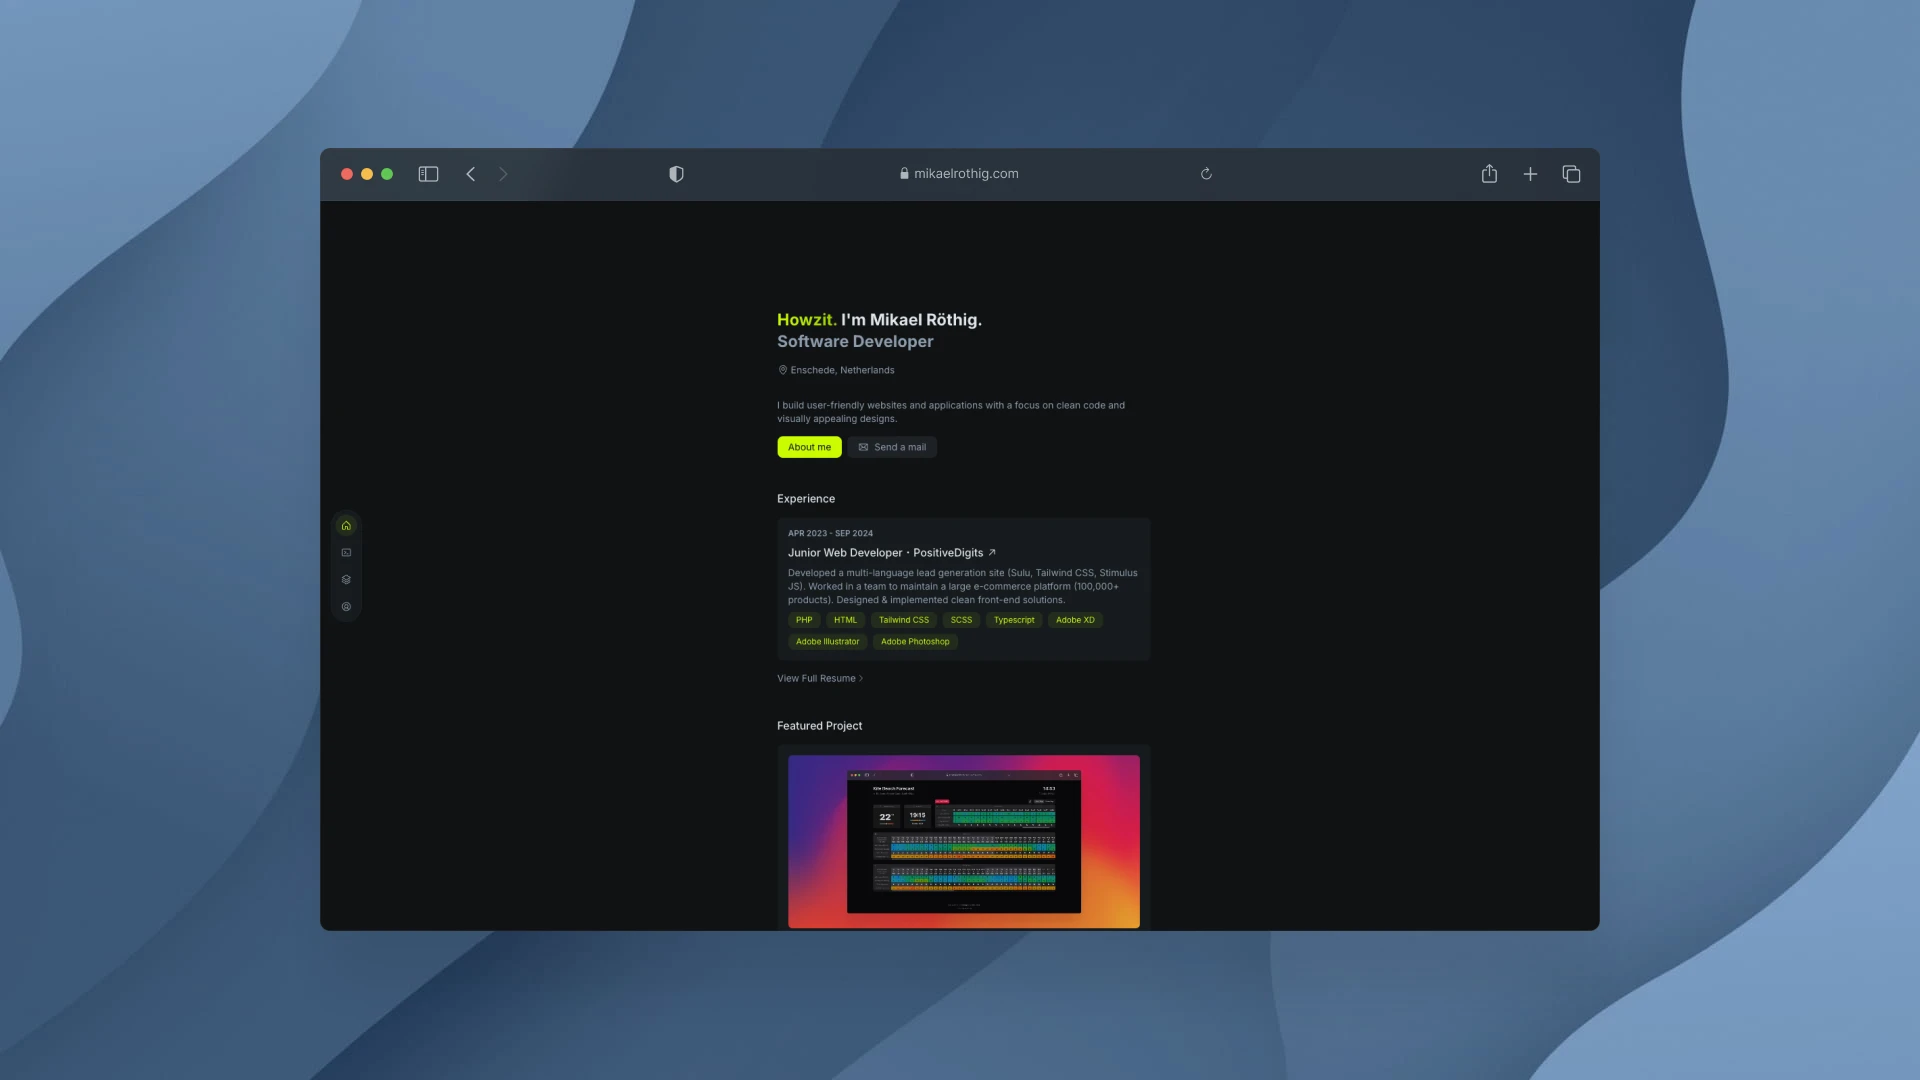 mikaelrothig.com
Howzit. I'm Mikael Röthig.
Software Developer
Enschede, Netherlands
I build user-friendly websites and applications with a focus on clean code and
visually appealing designs.
About me
Send a mail
Experience
APR 2023 - SEP 2024
Junior Web Developer · PositiveDigits
Developed a multi-language lead generation site (Sulu, Tailwind CSS, Stimulus
JS). Worked in a team to maintain a large e-commerce platform (100,000+
products). Designed & implemented clean front-end solutions.
PHP HTML Tailwind CSS SCSS Typescript Adobe XD
Adobe Illustrator Adobe Photoshop
View Full Resume
Featured Project
Kite Beach Forecast
22°
19:15